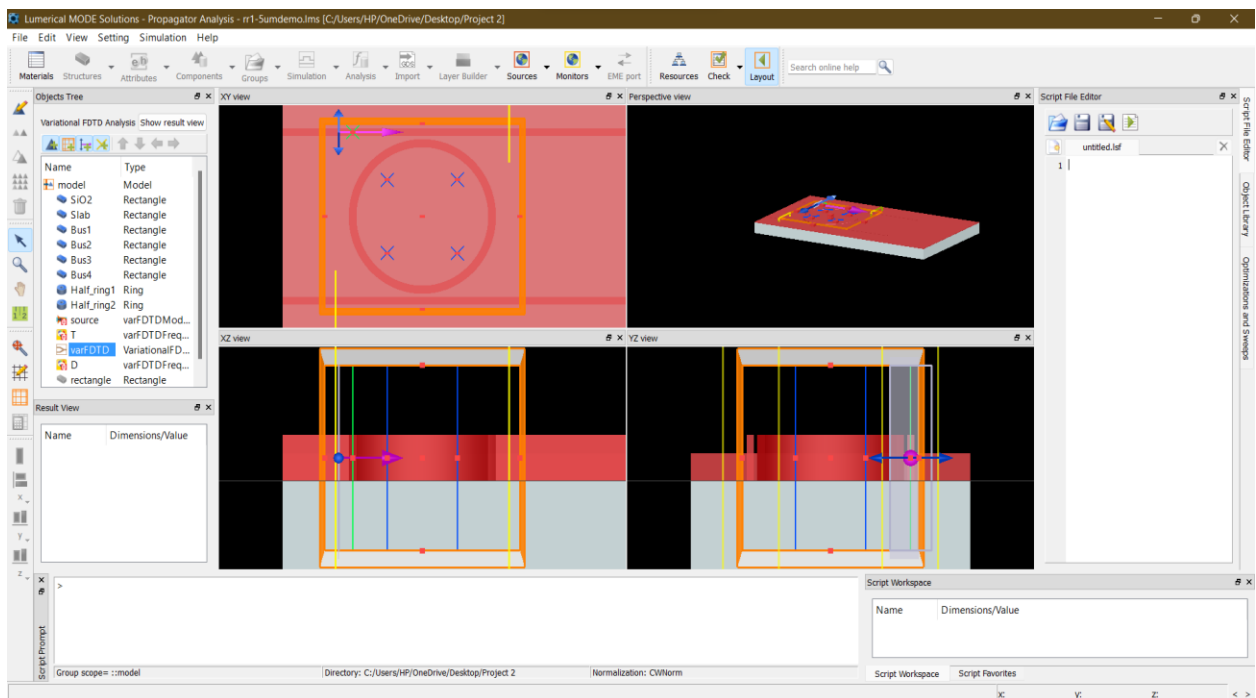 Lumerical MODE Solutions - Propagator Analysis - rr1-5umdemo.lms [C:/Users/HP/OneDrive/Desktop/Project 2]
File Edit View Setting Simulation Help
Materials Structures Attributes Components Groups Simulation Analysis Import Layer Builder Sources Monitors EME port Resources Check Layout Search online help
Objects Tree
Variational FDTD Analysis Show result view
Name Type
model Model
SiO2 Rectangle
Slab Rectangle
Bus1 Rectangle
Bus2 Rectangle
Bus3 Rectangle
Bus4 Rectangle
Half_ring1 Ring
Half_ring2 Ring
source varFDTDMod...
T varFDTDFreq...
varFDTD VariationalFD...
D varFDTDFreq...
rectangle Rectangle
Result View
Name Dimensions/Value
x
y
z
XY view
Perspective view
XZ view
YZ view
Script File Editor
untitled.lsf
1
Script File Editor
Object Library
Optimizations and Sweeps
Script Prompt
>
Group scope= ::model Directory: C:/Users/HP/OneDrive/Desktop/Project 2 Normalization: CWNorm
Script Workspace
Name Dimensions/Value
Script Workspace Script Favorites
x: y: z: < >